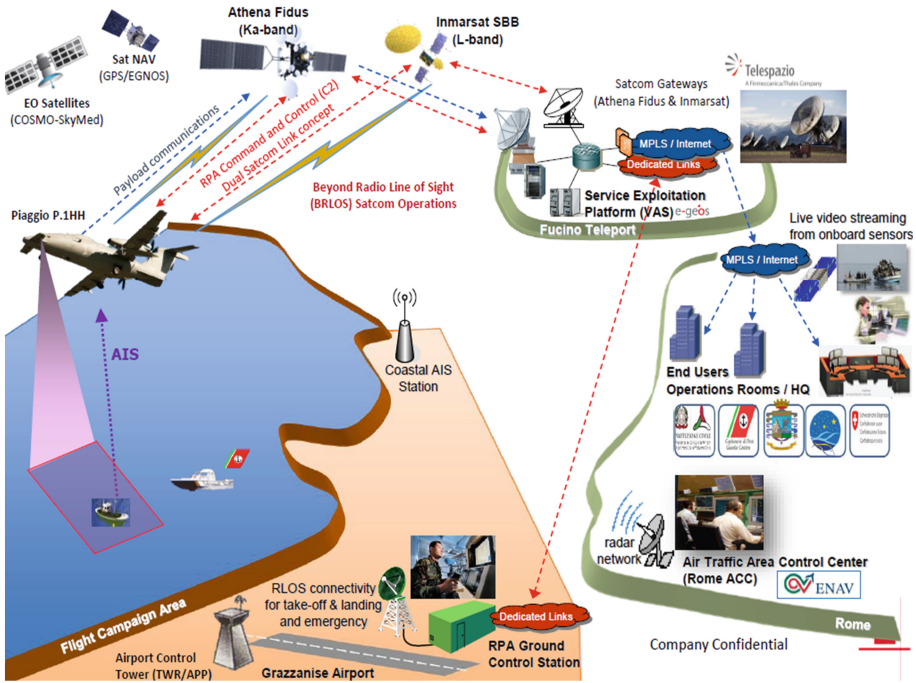 Athena Fidus
(Ka-band)
Inmarsat SBB
(L-band)
Sat NAV
(GPS/EGNOS)
EO Satellites
(COSMO-SkyMed)
Telespazio
A Finmeccanica/Thales Company
Satcom Gateways
(Athena Fidus & Inmarsat)
Payload communications
RPA Command and Control (C2)
Dual Satcom Link concept
MPLS / Internet
Dedicated Links
Beyond Radio Line of Sight
(BRLOS) Satcom Operations
Service Exploitation
Platform (VAS)
e-geos
Fucino Teleport
Piaggio P.1HH
Live video streaming
from onboard sensors
MPLS / Internet
AIS
Coastal AIS
Station
End Users
Operations Rooms / HQ
PROTEZIONE CIVILE
radar
network
Air Traffic Area Control Center
(Rome ACC)
ENAV
RLOS connectivity
for take-off & landing
and emergency
Flight Campaign Area
Dedicated Links
RPA Ground
Control Station
Rome
Company Confidential
Airport Control
Tower (TWR/APP)
Grazzanise Airport